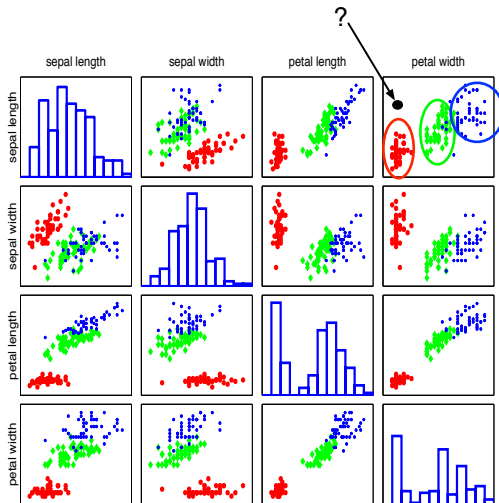 ?
sepal length
sepal width
petal length
petal width
sepal length
sepal width
petal length
petal width